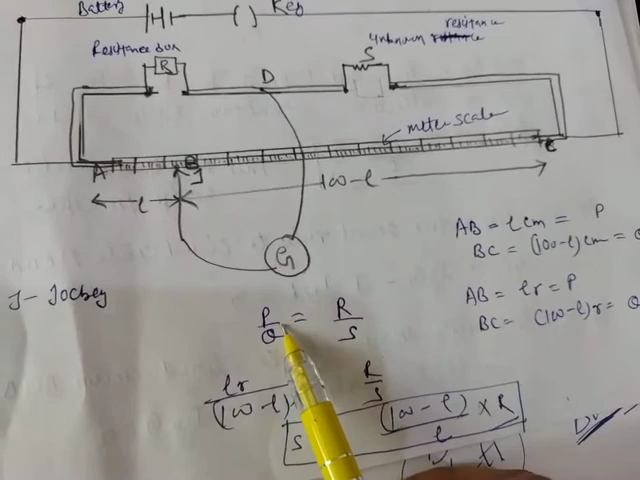 Battery
( ) Key
Resistance box
R
D
Unknown resistance
S
meter scale
A
B
J
C
l
100-l
G
J - Jockey
AB = l cm = P
BC = (100-l) cm =
AB = lr = P
BC = (100-l) r =
P/Q = R/S
lr/(100-l) R/S
S (100-l) × R / l